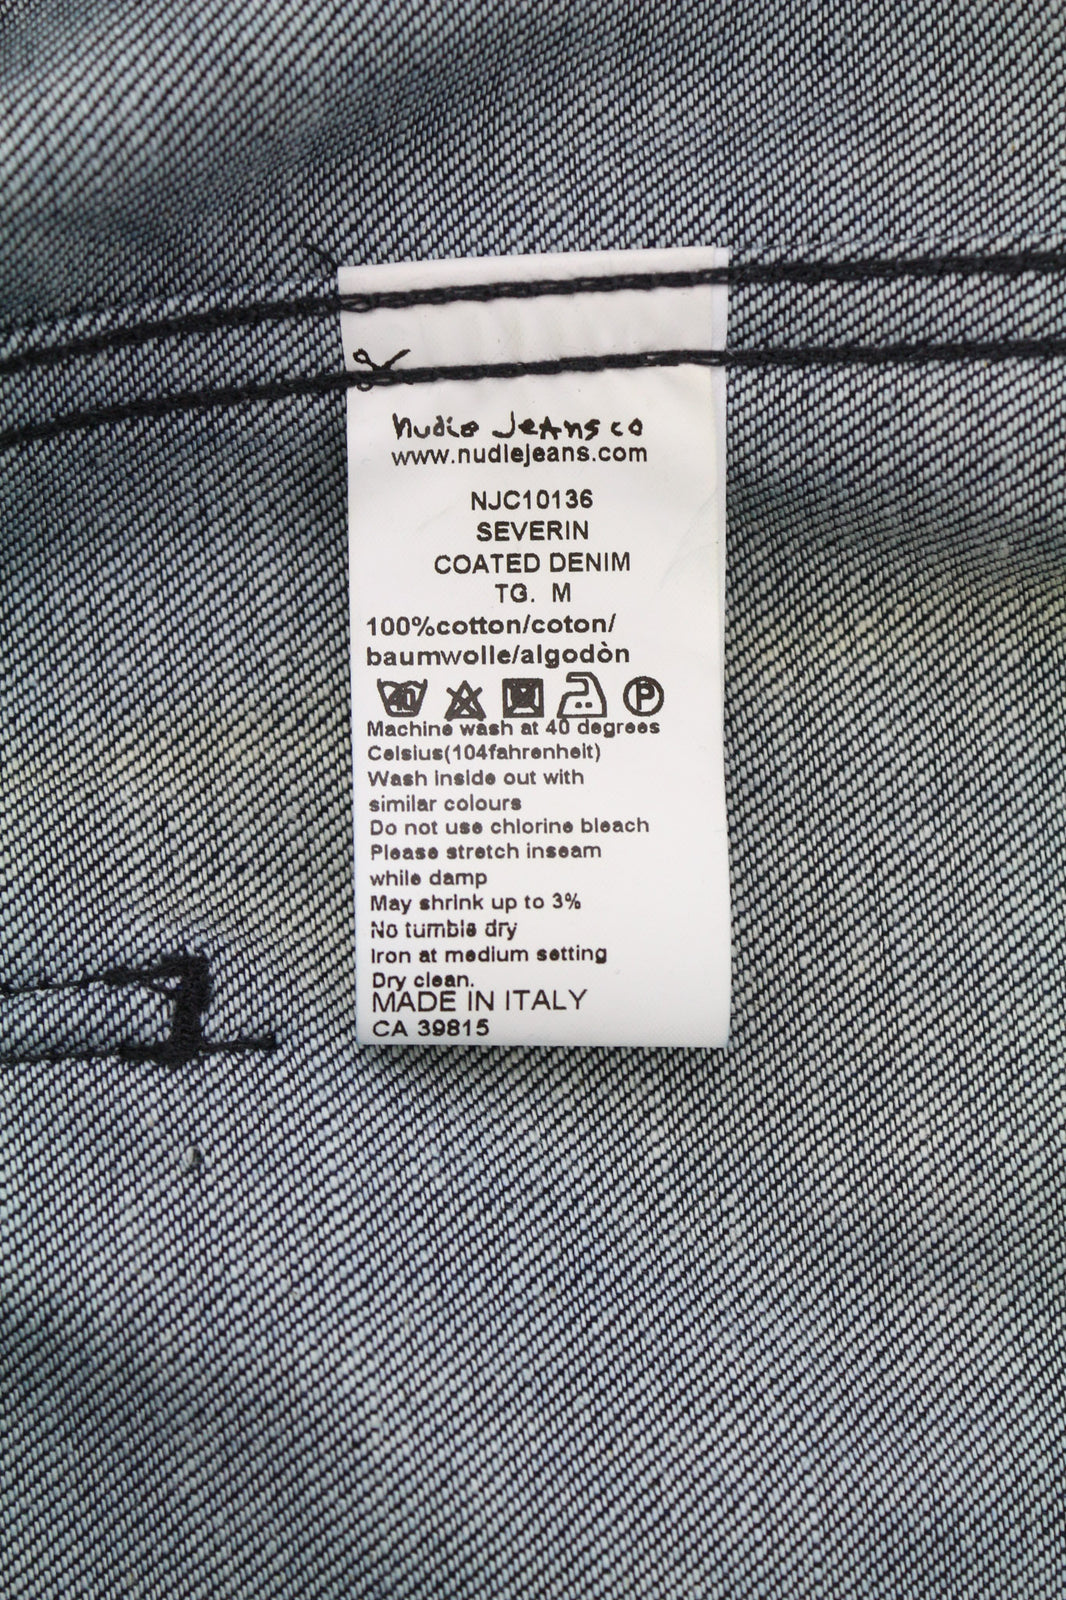 nudie Jeans co
www.nudiejeans.com
NJC10136
SEVERIN
COATED DENIM
TG. M
100%cotton/coton/
baumwolle/algodòn
40 P
Machine wash at 40 degrees
Celsius(104fahrenheit)
Wash inside out with
similar colours
Do not use chlorine bleach
Please stretch inseam
while damp
May shrink up to 3%
No tumble dry
Iron at medium setting
Dry clean.
MADE IN ITALY
CA 39815